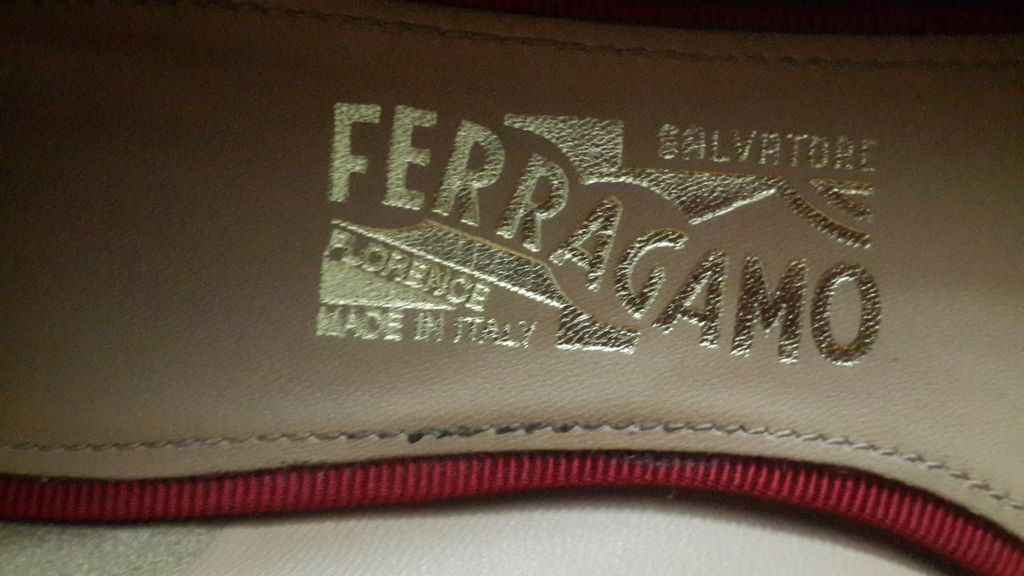 SALVATORE
FERRAGAMO
FLORENCE
MADE IN ITALY